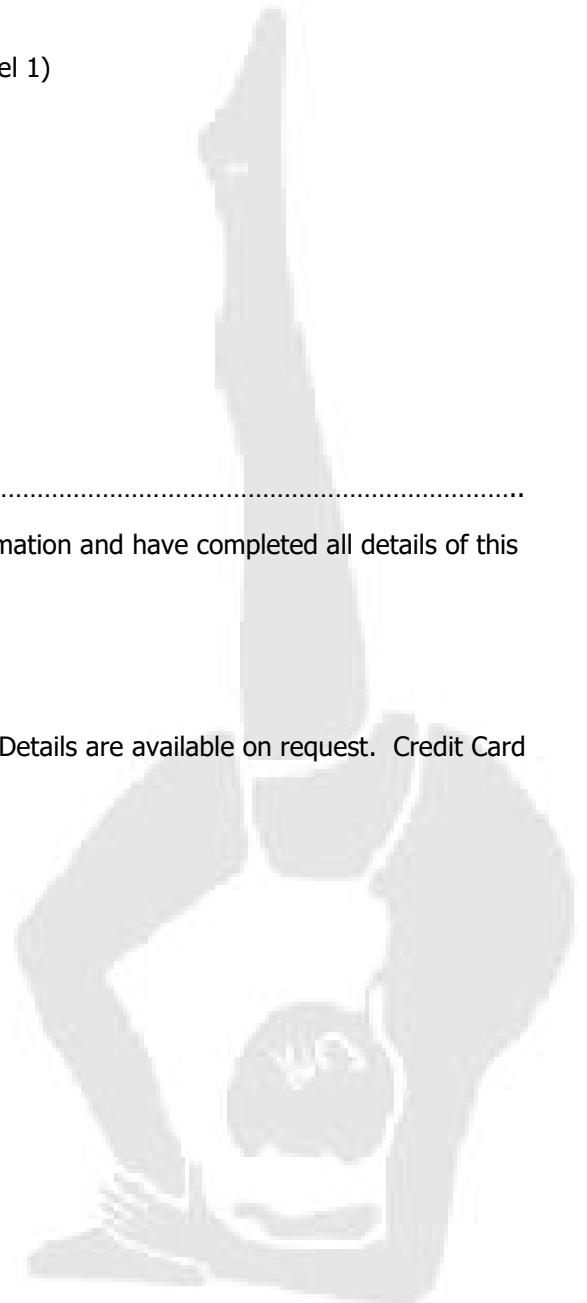 el 1)
………………………………………………………………..
mation and have completed all details of this
Details are available on request.  Credit Card